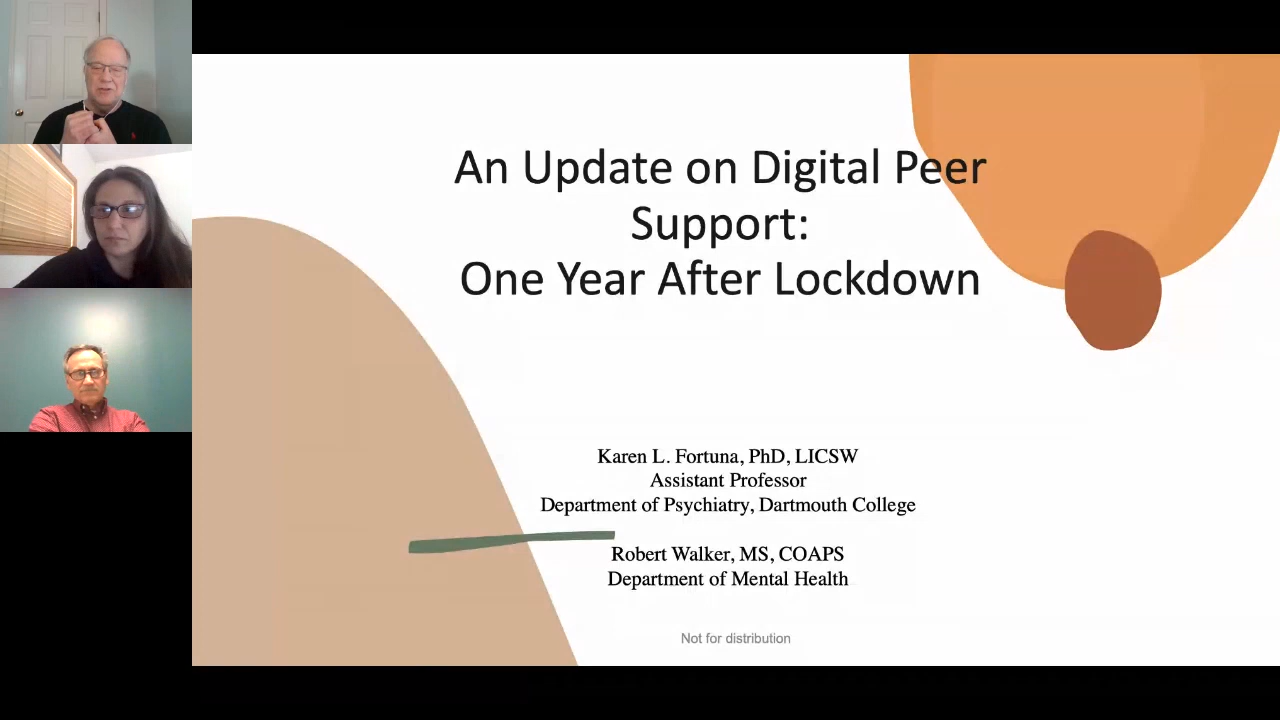 An Update on Digital Peer
Support:
One Year After Lockdown
Karen L. Fortuna, PhD, LICSW
Assistant Professor
Department of Psychiatry, Dartmouth College
Robert Walker, MS, COAPS
Department of Mental Health
Not for distribution